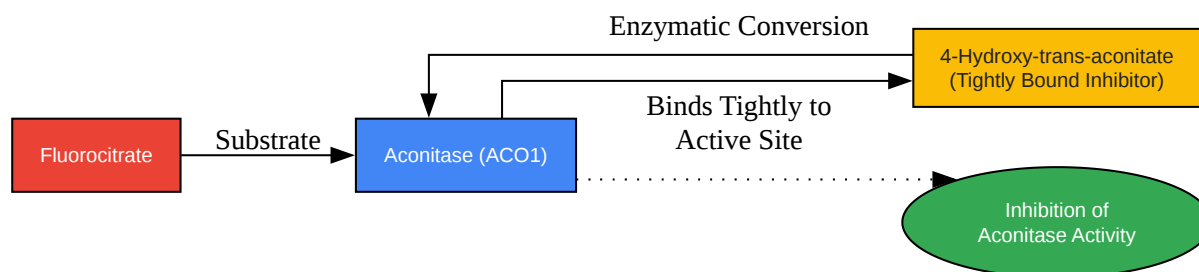 Enzymatic Conversion
4-Hydroxy-trans-aconitate
(Tightly Bound Inhibitor)
Binds Tightly to
Active Site
Substrate
Fluorocitrate
Aconitase (ACO1)
Inhibition of
Aconitase Activity